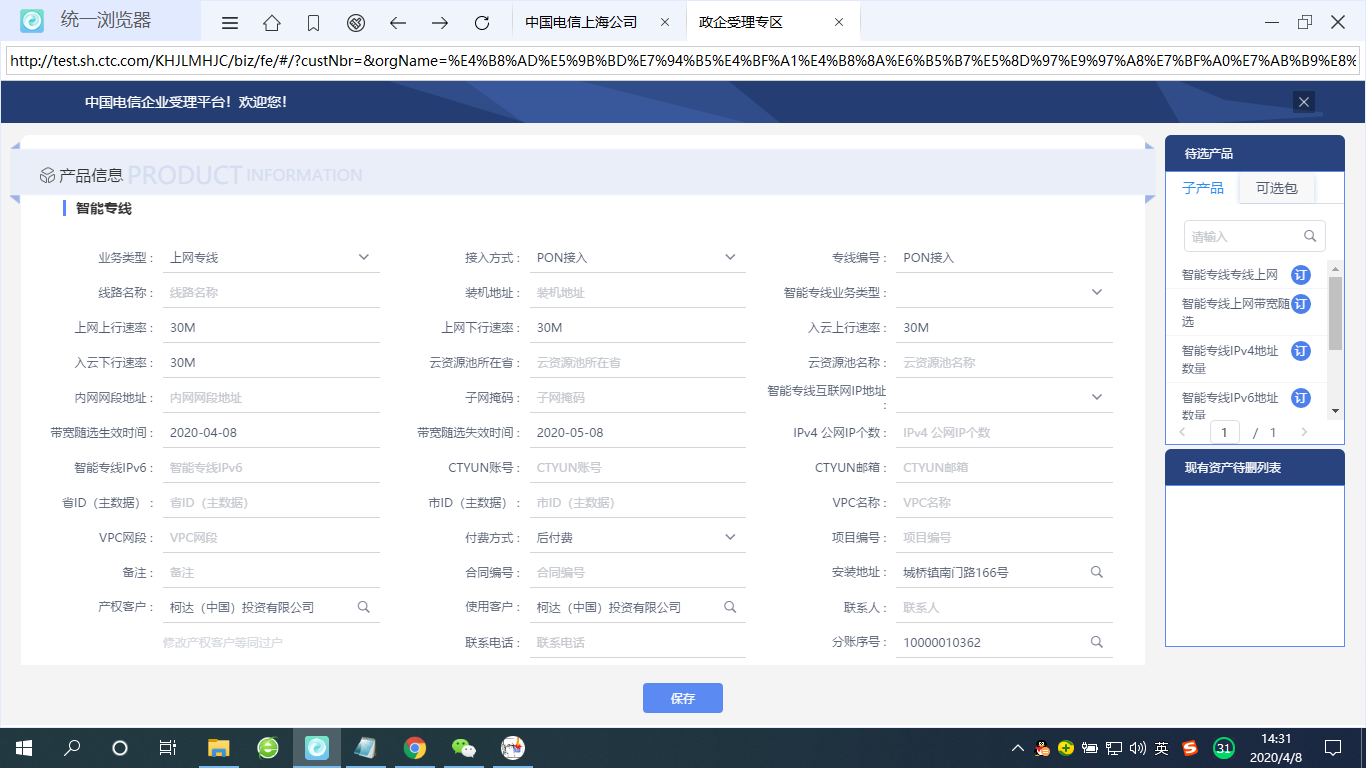 统一浏览器
中国电信上海公司
政企受理专区
http://test.sh.ctc.com/KHJLMHJC/biz/fe/#/?custNbr=&orgName=%E4%B8%AD%E5%9B%BD%E7%94%B5%E4%BF%A1%E4%B8%8A%E6%B5%B7%E5%8D%97%E9%97%A8%E7%BF%A0%E7%AB%B9%E8%
中国电信企业受理平台！欢迎您！
产品信息 PRODUCT INFORMATION
智能专线
业务类型： 上网专线 接入方式： PON接入 专线编号： PON接入
线路名称： 线路名称 装机地址： 装机地址 智能专线业务类型：
上网上行速率： 30M 上网下行速率： 30M 入云上行速率： 30M
入云下行速率： 30M 云资源池所在省： 云资源池所在省 云资源池名称： 云资源池名称
内网网段地址： 内网网段地址 子网掩码： 子网掩码 智能专线互联网IP地址：
带宽随选生效时间： 2020-04-08 带宽随选失效时间： 2020-05-08 IPv4 公网IP个数： IPv4 公网IP个数
智能专线IPv6： 智能专线IPv6 CTYUN账号： CTYUN账号 CTYUN邮箱： CTYUN邮箱
省ID（主数据）： 省ID（主数据） 市ID（主数据）： 市ID（主数据） VPC名称： VPC名称
VPC网段： VPC网段 付费方式： 后付费 项目编号： 项目编号
备注： 备注 合同编号： 合同编号 安装地址： 城桥镇南门路166号
产权客户： 柯达（中国）投资有限公司 使用客户： 柯达（中国）投资有限公司 联系人： 联系人
修改产权客户等同过户 联系电话： 联系电话 分账序号： 10000010362
保存
待选产品
子产品 可选包
请输入
智能专线专线上网 订
智能专线上网带宽随选 订
智能专线IPv4地址数量 订
智能专线IPv6地址数量 订
1 / 1
现有资产待删列表
英
31
14:31
2020/4/8